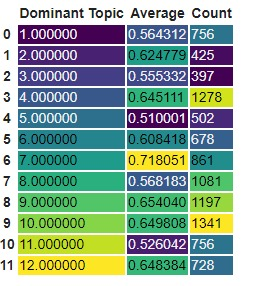 Dominant Topic Average Count
0 1.000000 0.564312 756
1 2.000000 0.624779 425
2 3.000000 0.555332 397
3 4.000000 0.645111 1278
4 5.000000 0.510001 502
5 6.000000 0.608418 678
6 7.000000 0.718051 861
7 8.000000 0.568183 1081
8 9.000000 0.654040 1197
9 10.000000 0.649808 1341
10 11.000000 0.526042 756
11 12.000000 0.648384 728